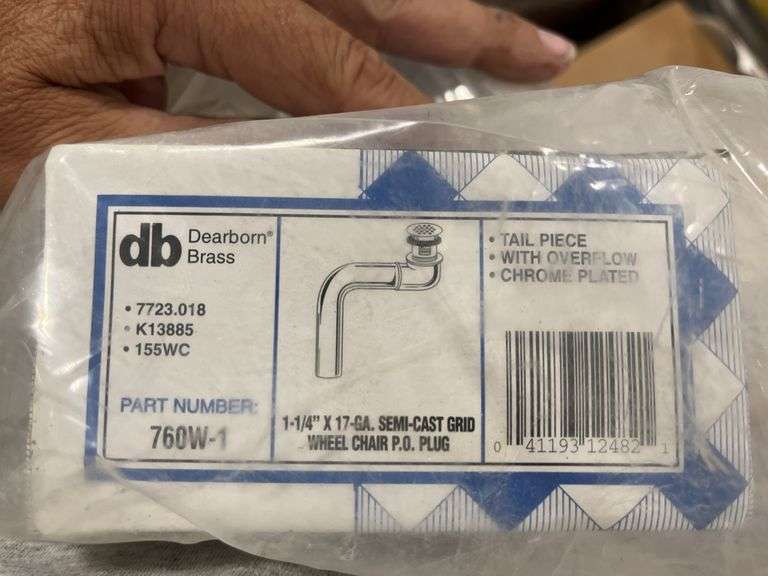 db Dearborn®
Brass
• 7723.018
• K13885
• 155WC
PART NUMBER:
760W-1
1-1/4" X 17-GA. SEMI-CAST GRID
WHEEL CHAIR P.O. PLUG
• TAIL PIECE
• WITH OVERFLOW
• CHROME PLATED
0 41193 12482 1